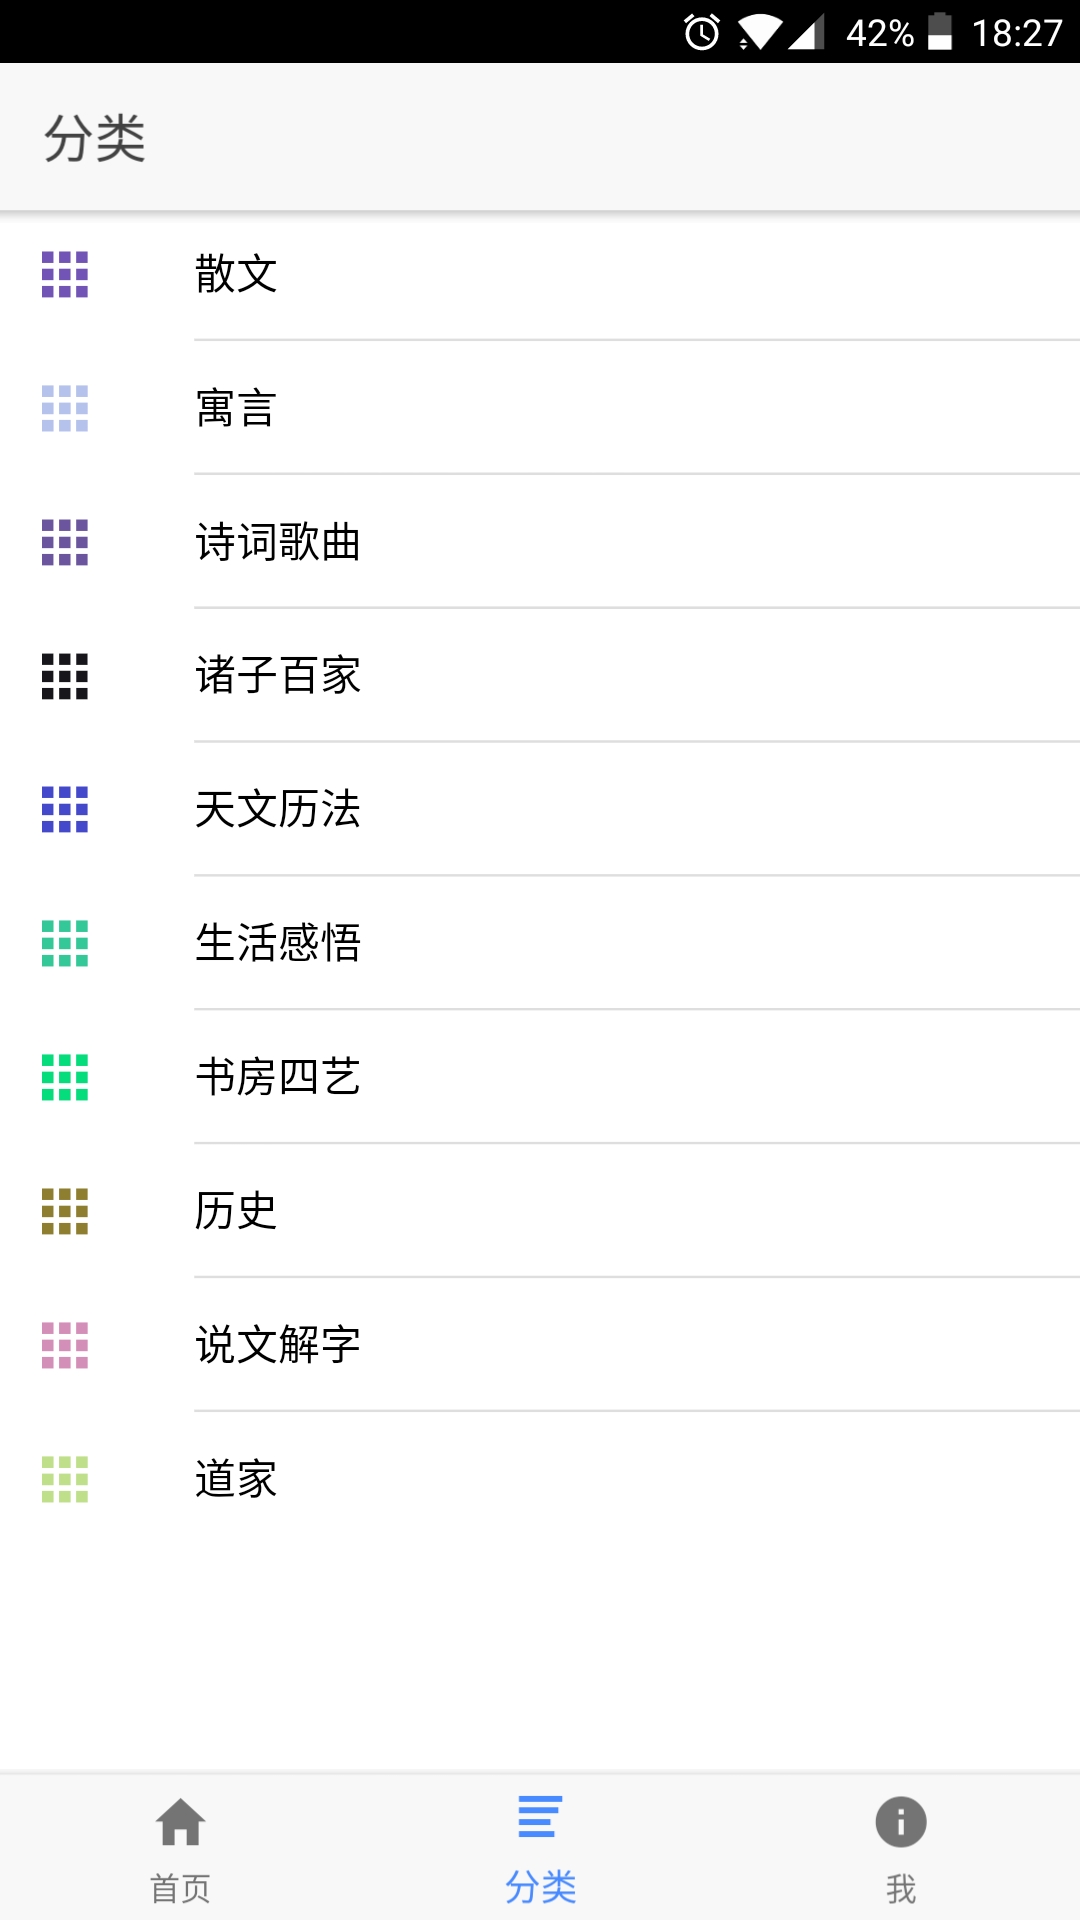 42% 18:27
分类
散文
寓言
诗词歌曲
诸子百家
天文历法
生活感悟
书房四艺
历史
说文解字
道家
首页 分类 我